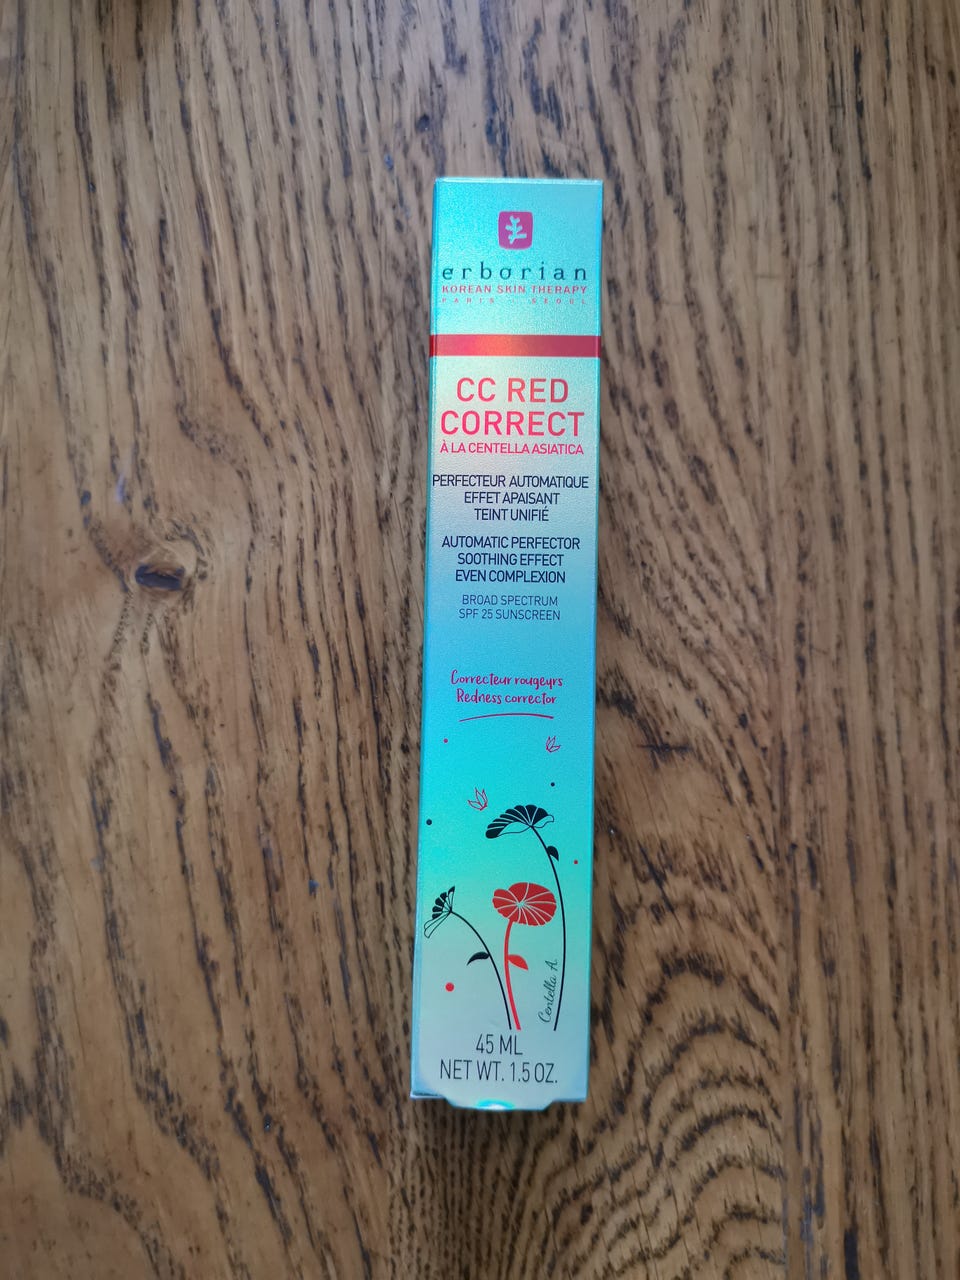 erborian
KOREAN SKIN THERAPY
PARIS - SEOUL
CC RED
CORRECT
À LA CENTELLA ASIATICA
PERFECTEUR AUTOMATIQUE
EFFET APAISANT
TEINT UNIFIÉ
AUTOMATIC PERFECTOR
SOOTHING EFFECT
EVEN COMPLEXION
BROAD SPECTRUM
SPF 25 SUNSCREEN
Correcteur rougeurs
Redness corrector
Centella A.
45 ML
NET WT. 1.5 OZ.